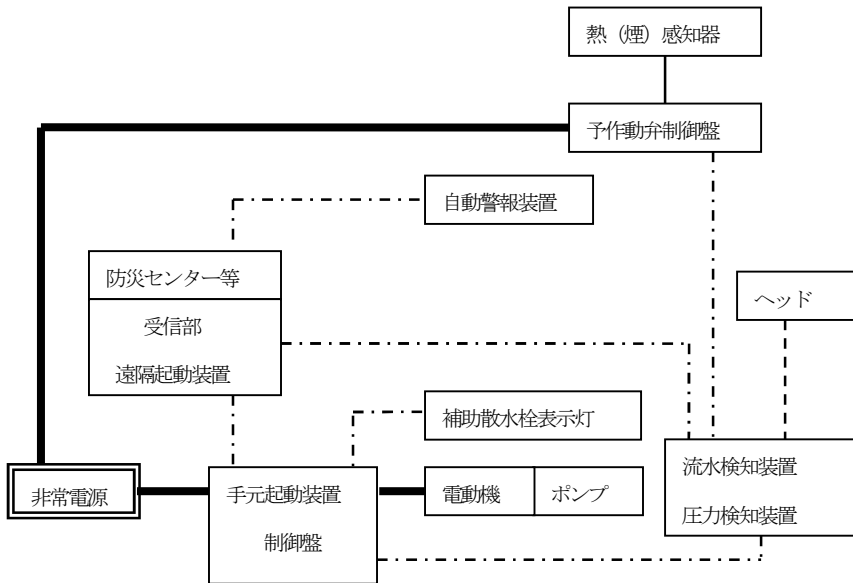 熱（煙）感知器
予作動弁制御盤
自動警報装置
防災センター等
受信部
遠隔起動装置
ヘッド
補助散水栓表示灯
流水検知装置
圧力検知装置
非常電源
手元起動装置
制御盤
電動機
ポンプ